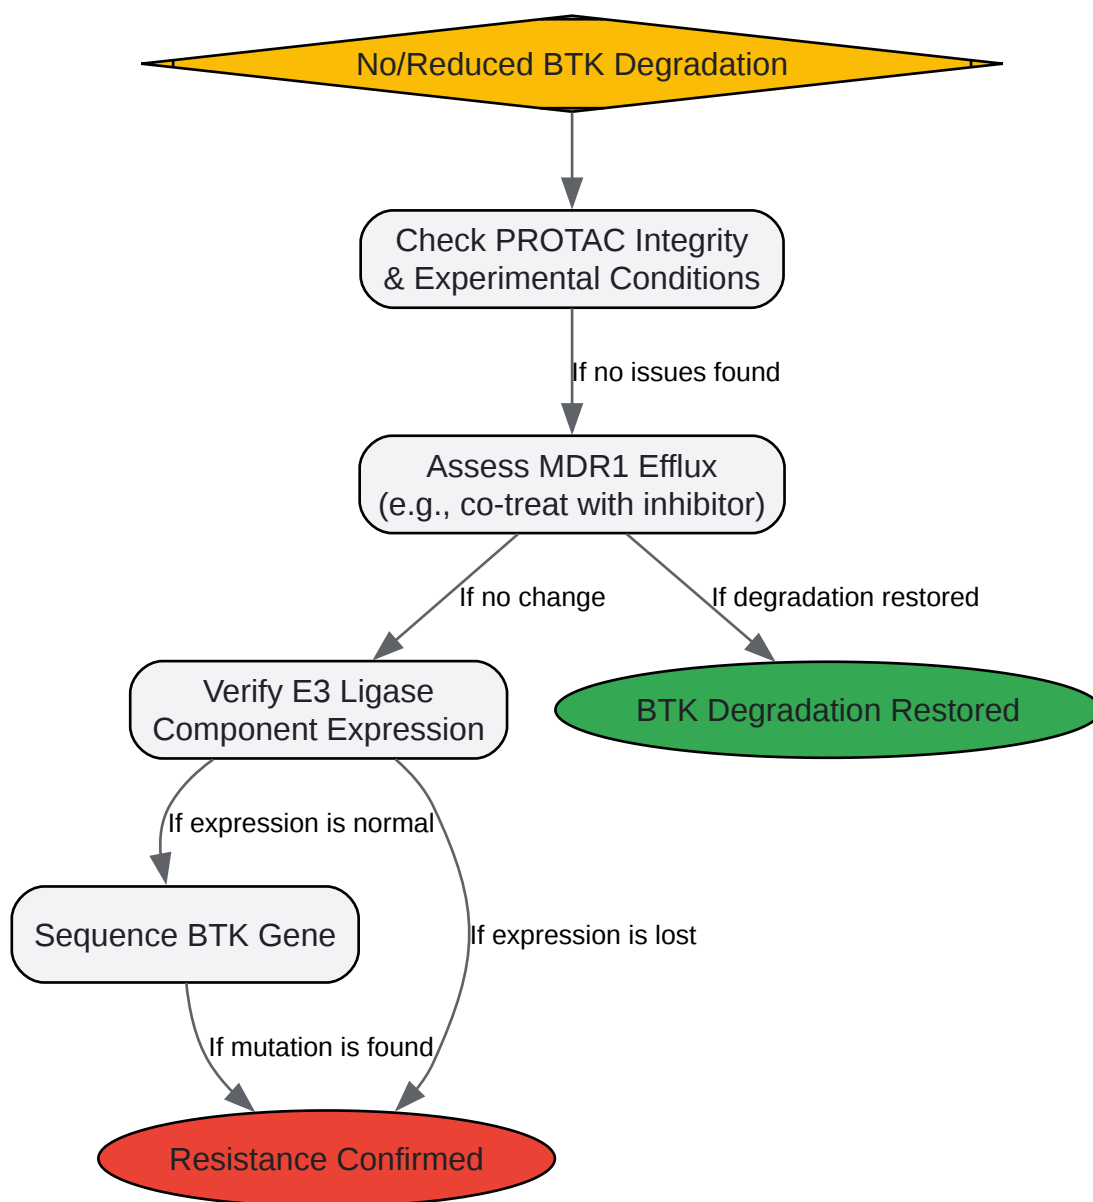 No/Reduced BTK Degradation
Check PROTAC Integrity
& Experimental Conditions
If no issues found
Assess MDR1 Efflux
(e.g., co-treat with inhibitor)
If no change
If degradation restored
Verify E3 Ligase
Component Expression
BTK Degradation Restored
If expression is normal
Sequence BTK Gene
If expression is lost
If mutation is found
Resistance Confirmed